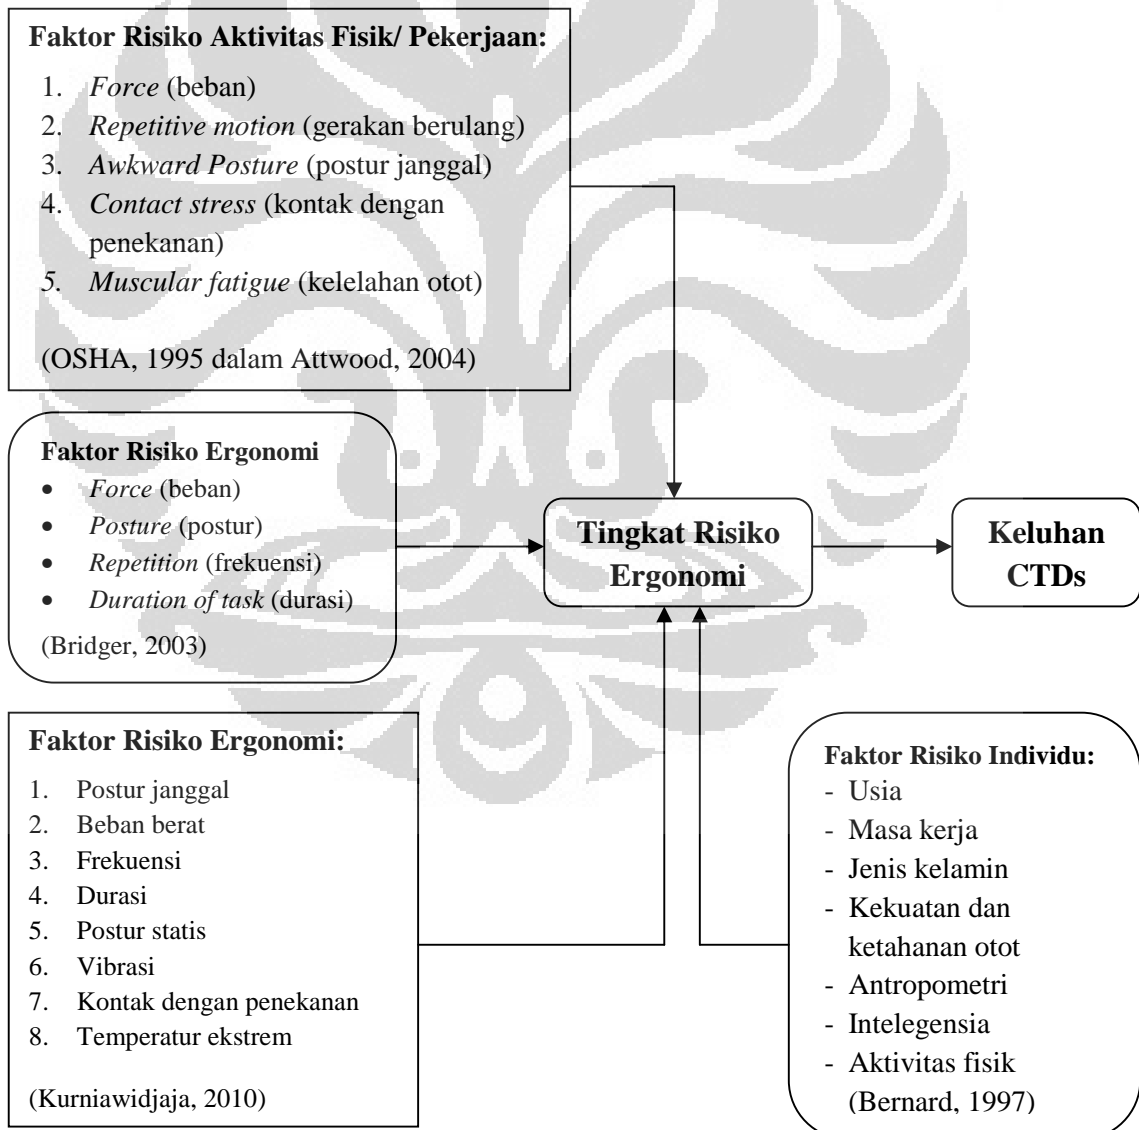 Faktor Risiko Aktivitas Fisik/ Pekerjaan:
1. Force (beban)
2. Repetitive motion (gerakan berulang)
3. Awkward Posture (postur janggal)
4. Contact stress (kontak dengan
penekanan)
5. Muscular fatigue (kelelahan otot)
(OSHA, 1995 dalam Attwood, 2004)
Faktor Risiko Ergonomi
• Force (beban)
• Posture (postur)
• Repetition (frekuensi)
• Duration of task (durasi)
(Bridger, 2003)
Tingkat Risiko
Ergonomi
Keluhan
CTDs
Faktor Risiko Ergonomi:
1. Postur janggal
2. Beban berat
3. Frekuensi
4. Durasi
5. Postur statis
6. Vibrasi
7. Kontak dengan penekanan
8. Temperatur ekstrem
(Kurniawidjaja, 2010)
Faktor Risiko Individu:
- Usia
- Masa kerja
- Jenis kelamin
- Kekuatan dan
ketahanan otot
- Antropometri
- Intelegensia
- Aktivitas fisik
(Bernard, 1997)